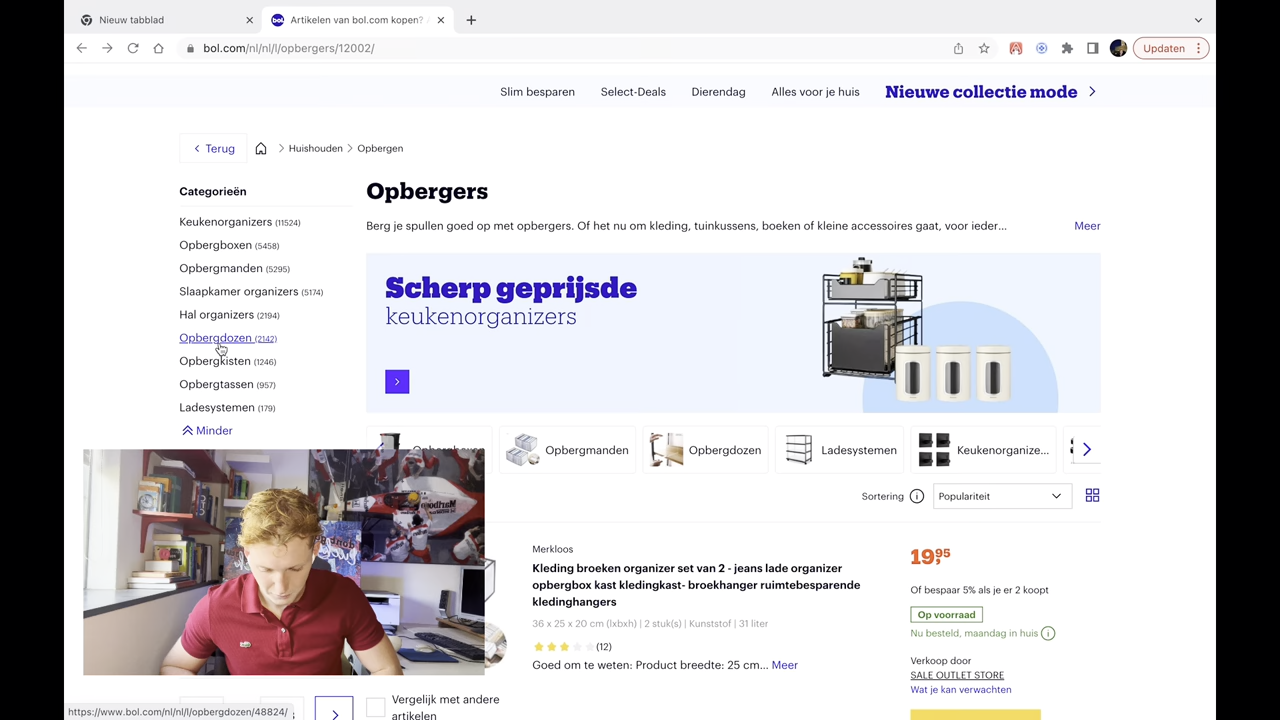 Nieuw tabblad
bol
Artikelen van bol.com kopen?
bol.com/nl/nl/l/opbergers/12002/
Updaten
Slim besparen
Select-Deals
Dierendag
Alles voor je huis
Nieuwe collectie mode
Terug
Huishouden
Opbergen
Categorieën
Keukenorganizers (11524)
Opbergboxen (5458)
Opbergmanden (5295)
Slaapkamer organizers (5174)
Hal organizers (2194)
Opbergdozen (2142)
Opbergkisten (1246)
Opbergtassen (957)
Ladesystemen (179)
Minder
Opbergers
Berg je spullen goed op met opbergers. Of het nu om kleding, tuinkussens, boeken of kleine accessoires gaat, voor ieder...
Meer
Scherp geprijsde
keukenorganizers
Opbergmanden
Opbergdozen
Ladesystemen
Keukenorganize...
Sortering
Populariteit
Merkloos
Kleding broeken organizer set van 2 - jeans lade organizer
opbergbox kast kledingkast- broekhanger ruimtebesparende
kledinghangers
36 x 25 x 20 cm (lxbxh) | 2 stuk(s) | Kunststof | 31 liter
(12)
Goed om te weten: Product breedte: 25 cm... Meer
19,95
Of bespaar 5% als je er 2 koopt
Op voorraad
Nu besteld, maandag in huis
Verkoop door
SALE OUTLET STORE
Wat je kan verwachten
Vergelijk met andere
artikelen
Marlboro
https://www.bol.com/nl/nl/l/opbergdozen/48824/